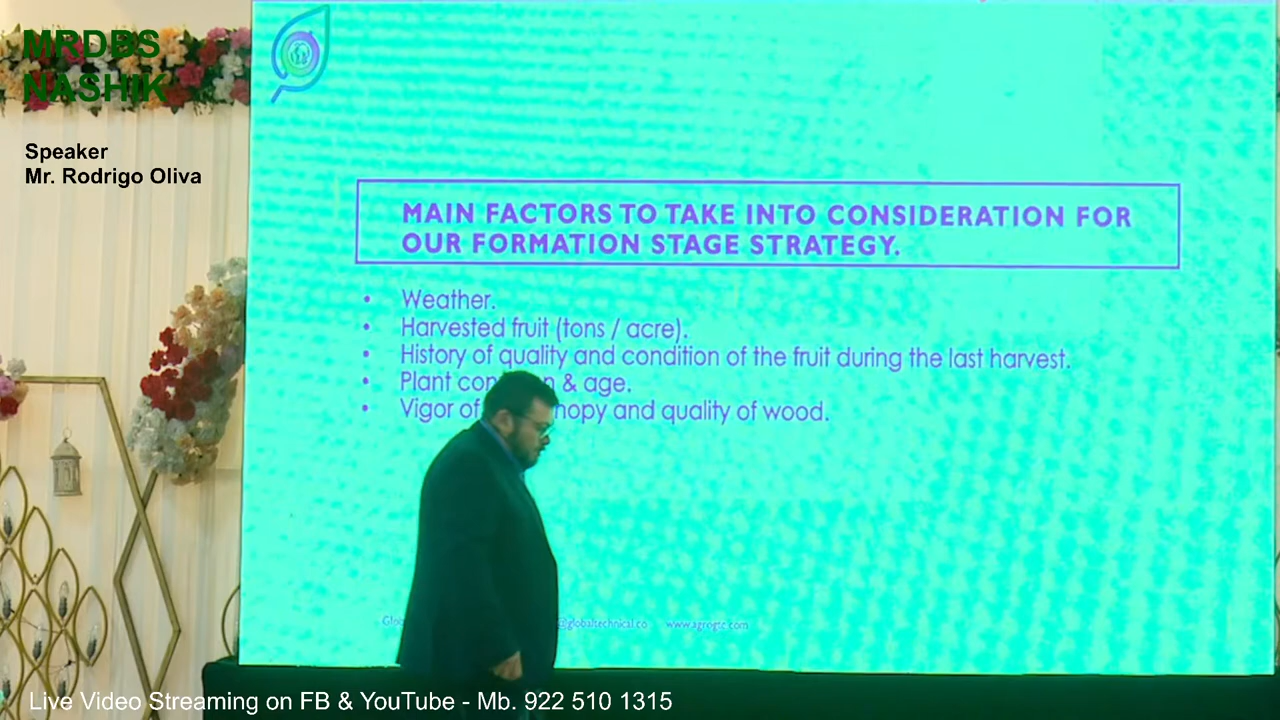 MRDBS
NASHIK
Speaker
Mr. Rodrigo Oliva
MAIN FACTORS TO TAKE INTO CONSIDERATION FOR
OUR FORMATION STAGE STRATEGY.
• Weather.
• Harvested fruit (tons / acre).
• History of quality and condition of the fruit during the last harvest.
• Plant & age.
• Vigor of and quality of wood.
@globaltechnical.co www.agrogtc.com
Live Video Streaming on FB & YouTube - Mb. 922 510 1315